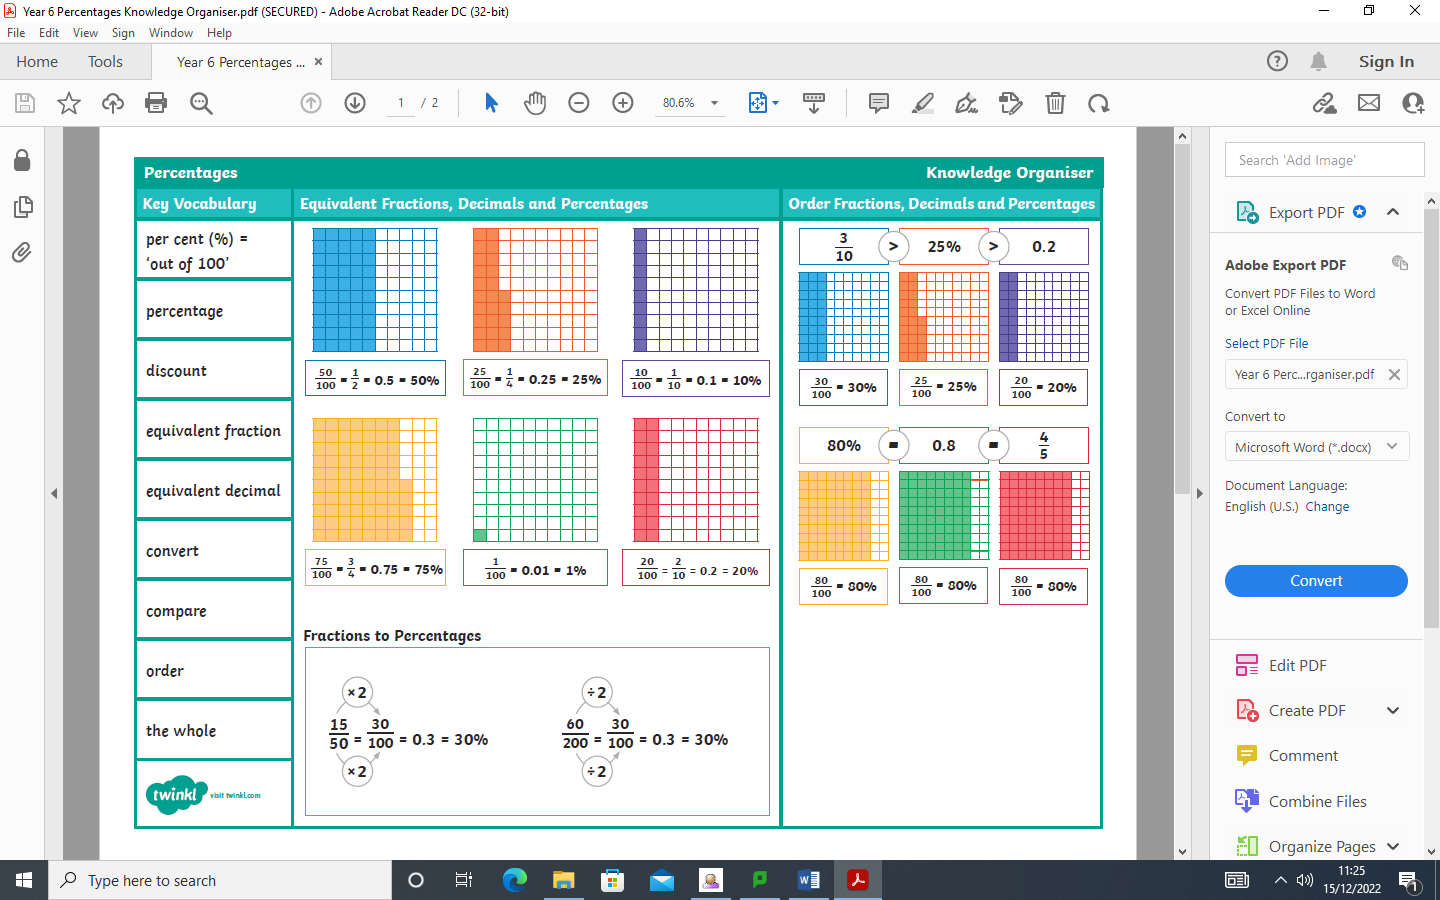 Year 6 Percentages Knowledge Organiser.pdf (SECURED) - Adobe Acrobat Reader DC (32-bit)
File Edit View Sign Window Help
Home Tools Year 6 Percentages ... × Sign In
1 / 2 80.6%
Percentages Knowledge Organiser
Key Vocabulary
per cent (%) =
‘out of 100’
percentage
discount
equivalent fraction
equivalent decimal
convert
compare
order
the whole
twinkl visit twinkl.com
Equivalent Fractions, Decimals and Percentages
50/100 = 1/2 = 0.5 = 50%
25/100 = 1/4 = 0.25 = 25%
10/100 = 1/10 = 0.1 = 10%
75/100 = 3/4 = 0.75 = 75%
1/100 = 0.01 = 1%
20/100 = 2/10 = 0.2 = 20%
Fractions to Percentages
×2
15/50 = 30/100 = 0.3 = 30%
×2
÷2
60/200 = 30/100 = 0.3 = 30%
÷2
Order Fractions, Decimals and Percentages
3/10 > 25% > 0.2
30/100 = 30%
25/100 = 25%
20/100 = 20%
80% = 0.8 = 4/5
80/100 = 80%
80/100 = 80%
80/100 = 80%
Search 'Add Image'
Export PDF
Adobe Export PDF
Convert PDF Files to Word
or Excel Online
Select PDF File
Year 6 Perc...rganiser.pdf
Convert to
Microsoft Word (*.docx)
Document Language:
English (U.S.) Change
Convert
Edit PDF
Create PDF
Comment
Combine Files
Organize Pages
Type here to search
11:25
15/12/2022
1